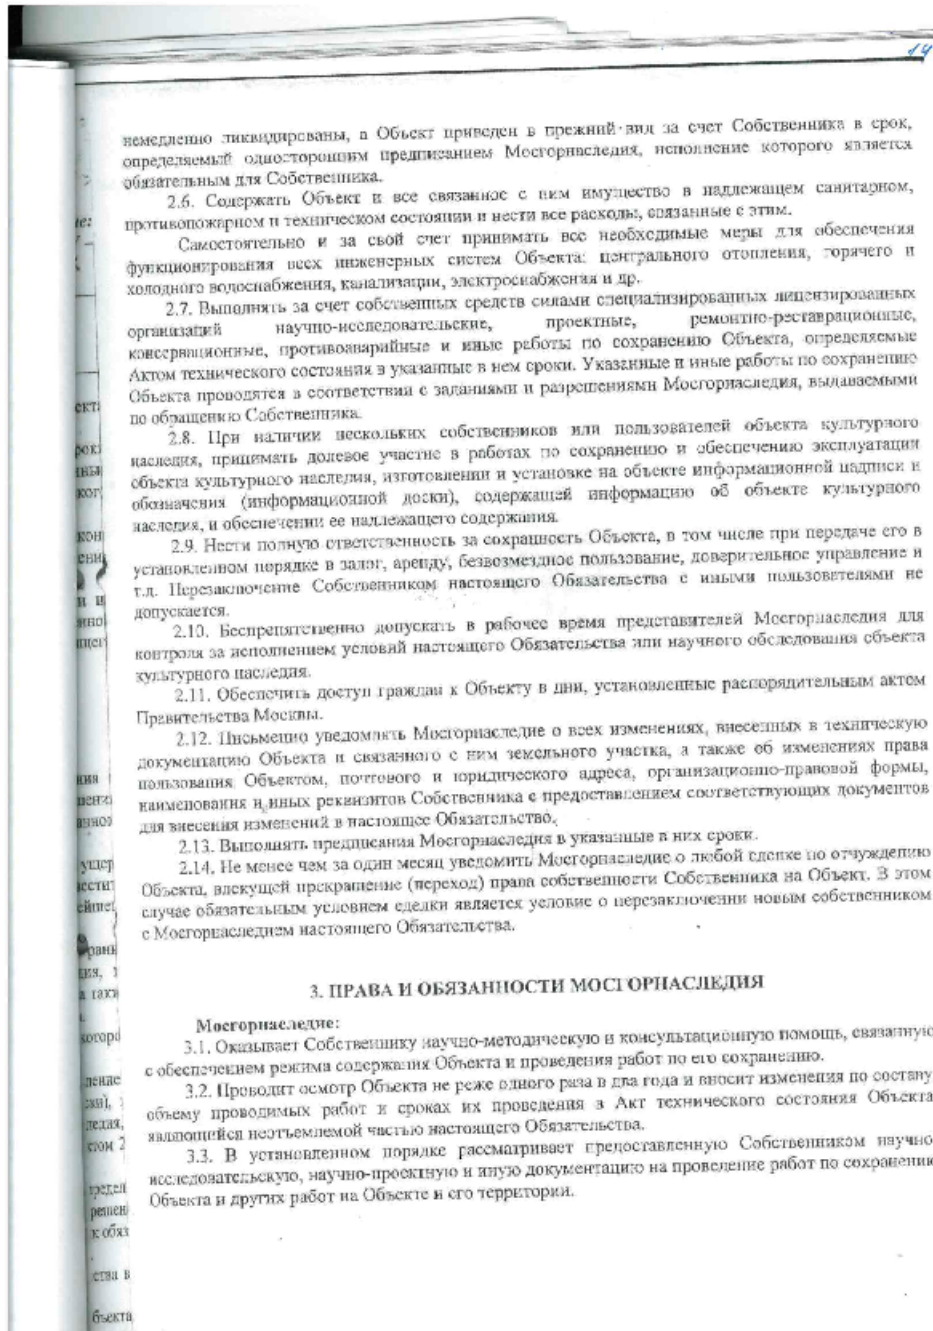 14
немедленно ликвидированы, а Объект приведен в прежний вид за счет Собственника в срок,
определяемый односторонним предписанием Мосгорнаследия, исполнение которого является
обязательным для Собственника.
2.6. Содержать Объект и все связанное с ним имущество в надлежащем санитарном,
противопожарном и техническом состоянии и нести все расходы, связанные с этим.
Самостоятельно и за свой счет принимать все необходимые меры для обеспечения
функционирования всех инженерных систем Объекта: центрального отопления, горячего и
холодного водоснабжения, канализации, электроснабжения и др.
2.7. Выполнять за счет собственных средств силами специализированных лицензированных
организаций научно-исследовательские, проектные, ремонтно-реставрационные,
консервационные, противоаварийные и иные работы по сохранению Объекта, определяемые
Актом технического состояния в указанные в нем сроки. Указанные и иные работы по сохранению
Объекта проводятся в соответствии с заданиями и разрешениями Мосгорнаследия, выдаваемыми
по обращению Собственника.
2.8. При наличии нескольких собственников или пользователей объекта культурного
наследия, принимать долевое участие в работах по сохранению и обеспечению эксплуатации
объекта культурного наследия, изготовлении и установке на объекте информационной надписи и
обозначения (информационной доски), содержащей информацию об объекте культурного
наследия, и обеспечении ее надлежащего содержания.
2.9. Нести полную ответственность за сохранность Объекта, в том числе при передаче его в
установленном порядке в залог, аренду, безвозмездное пользование, доверительное управление и
т.д. Перезаключение Собственником настоящего Обязательства с иными пользователями не
допускается.
2.10. Беспрепятственно допускать в рабочее время представителей Мосгорнаследия для
контроля за исполнением условий настоящего Обязательства или научного обследования объекта
культурного наследия.
2.11. Обеспечить доступ граждан к Объекту в дни, установленные распорядительным актом
Правительства Москвы.
2.12. Письменно уведомлять Мосгорнаследие о всех изменениях, внесенных в техническую
документацию Объекта и связанного с ним земельного участка, а также об изменениях права
пользования Объектом, почтового и юридического адреса, организационно-правовой формы,
наименования и иных реквизитов Собственника с предоставлением соответствующих документов
для внесения изменений в настоящее Обязательство.
2.13. Выполнять предписания Мосгорнаследия в указанные в них сроки.
2.14. Не менее чем за один месяц уведомить Мосгорнаследие о любой сделке по отчуждению
Объекта, влекущей прекращение (переход) права собственности Собственника на Объект. В этом
случае обязательным условием сделки является условие о перезаключении новым собственником
с Мосгорнаследием настоящего Обязательства.
3. ПРАВА И ОБЯЗАННОСТИ МОСГОРНАСЛЕДИЯ
Мосгорнаследие:
3.1. Оказывает Собственнику научно-методическую и консультационную помощь, связанную
с обеспечением режима содержания Объекта и проведения работ по его сохранению.
3.2. Проводит осмотр Объекта не реже одного раза в два года и вносит изменения по составу
объему проводимых работ и сроках их проведения в Акт технического состояния Объекта
являющейся неотъемлемой частью настоящего Обязательства.
3.3. В установленном порядке рассматривает предоставленную Собственником научно
исследовательскую, научно-проектную и иную документацию на проведение работ по сохранению
Объекта и других работ на Объекте и его территории.